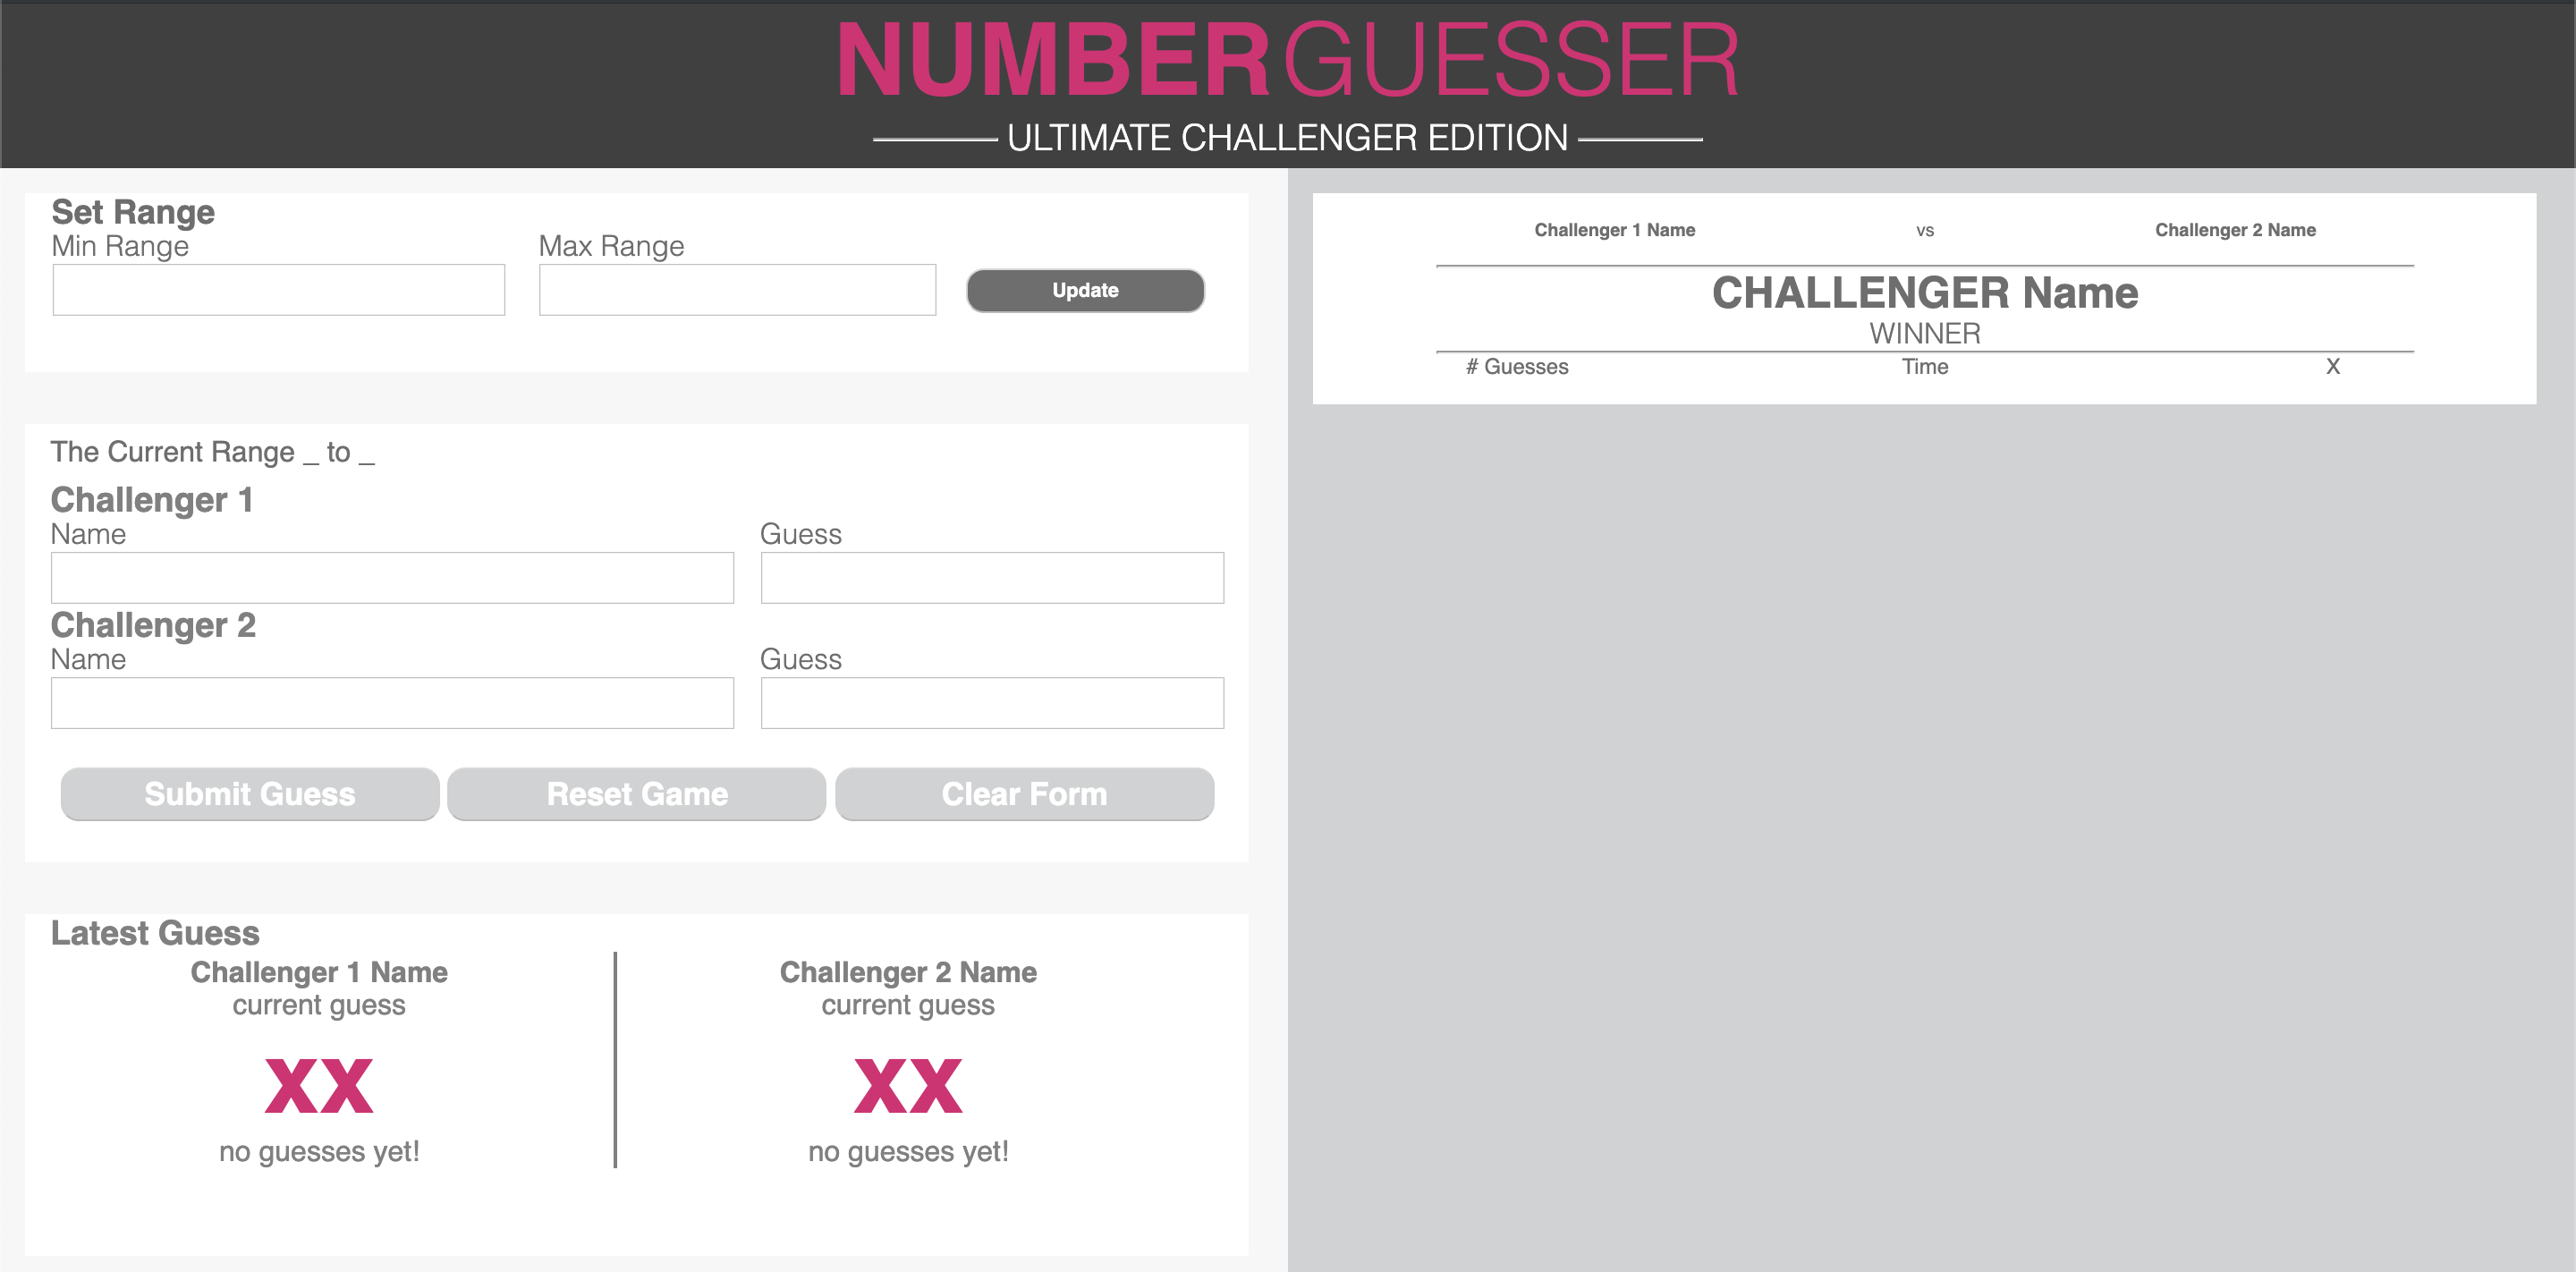 NUMBERGUESSER
ULTIMATE CHALLENGER EDITION
Set Range
Min Range Max Range
Update
The Current Range _ to _
Challenger 1
Name Guess
Challenger 2
Name Guess
Submit Guess Reset Game Clear Form
Latest Guess
Challenger 1 Name Challenger 2 Name
current guess current guess
XX XX
no guesses yet! no guesses yet!
Challenger 1 Name vs Challenger 2 Name
CHALLENGER Name
WINNER
# Guesses Time X